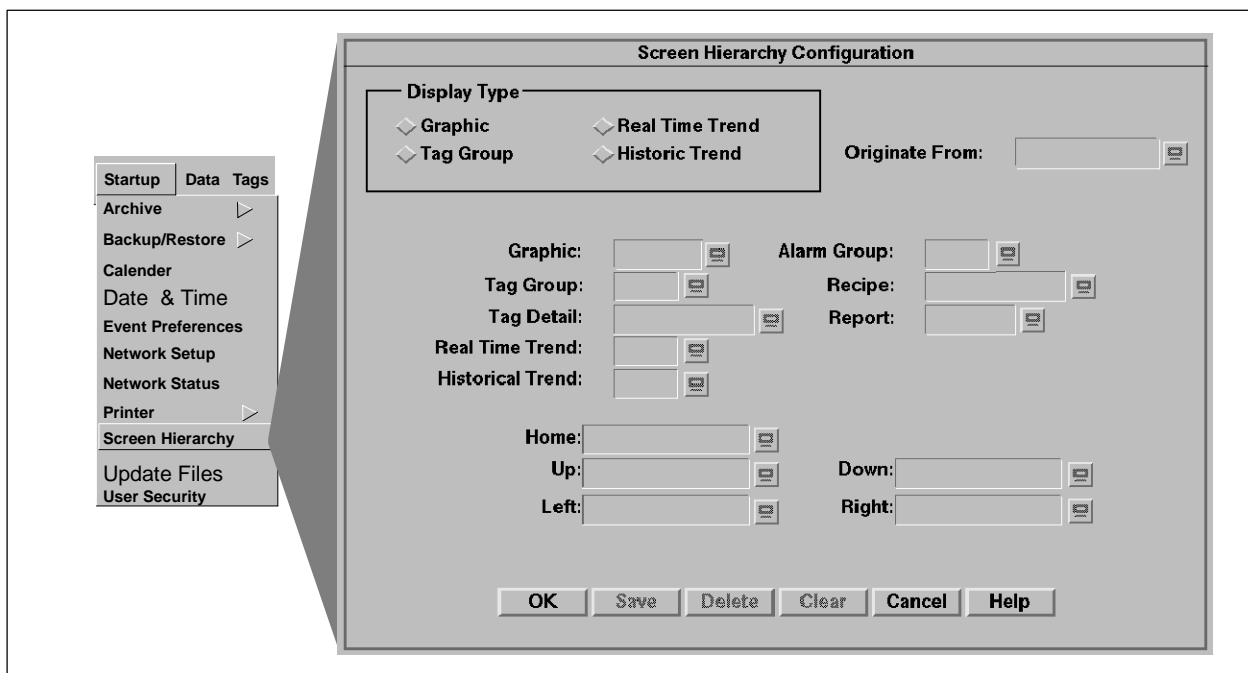 Screen Hierarchy Configuration
Display Type
Graphic Real Time Trend
Tag Group Historic Trend
Originate From:
Startup Data Tags
Archive
Backup/Restore
Calender
Date & Time
Event Preferences
Network Setup
Network Status
Printer
Screen Hierarchy
Update Files
User Security
Graphic: Alarm Group:
Tag Group: Recipe:
Tag Detail: Report:
Real Time Trend:
Historical Trend:
Home:
Up: Down:
Left: Right:
OK Save Delete Clear Cancel Help